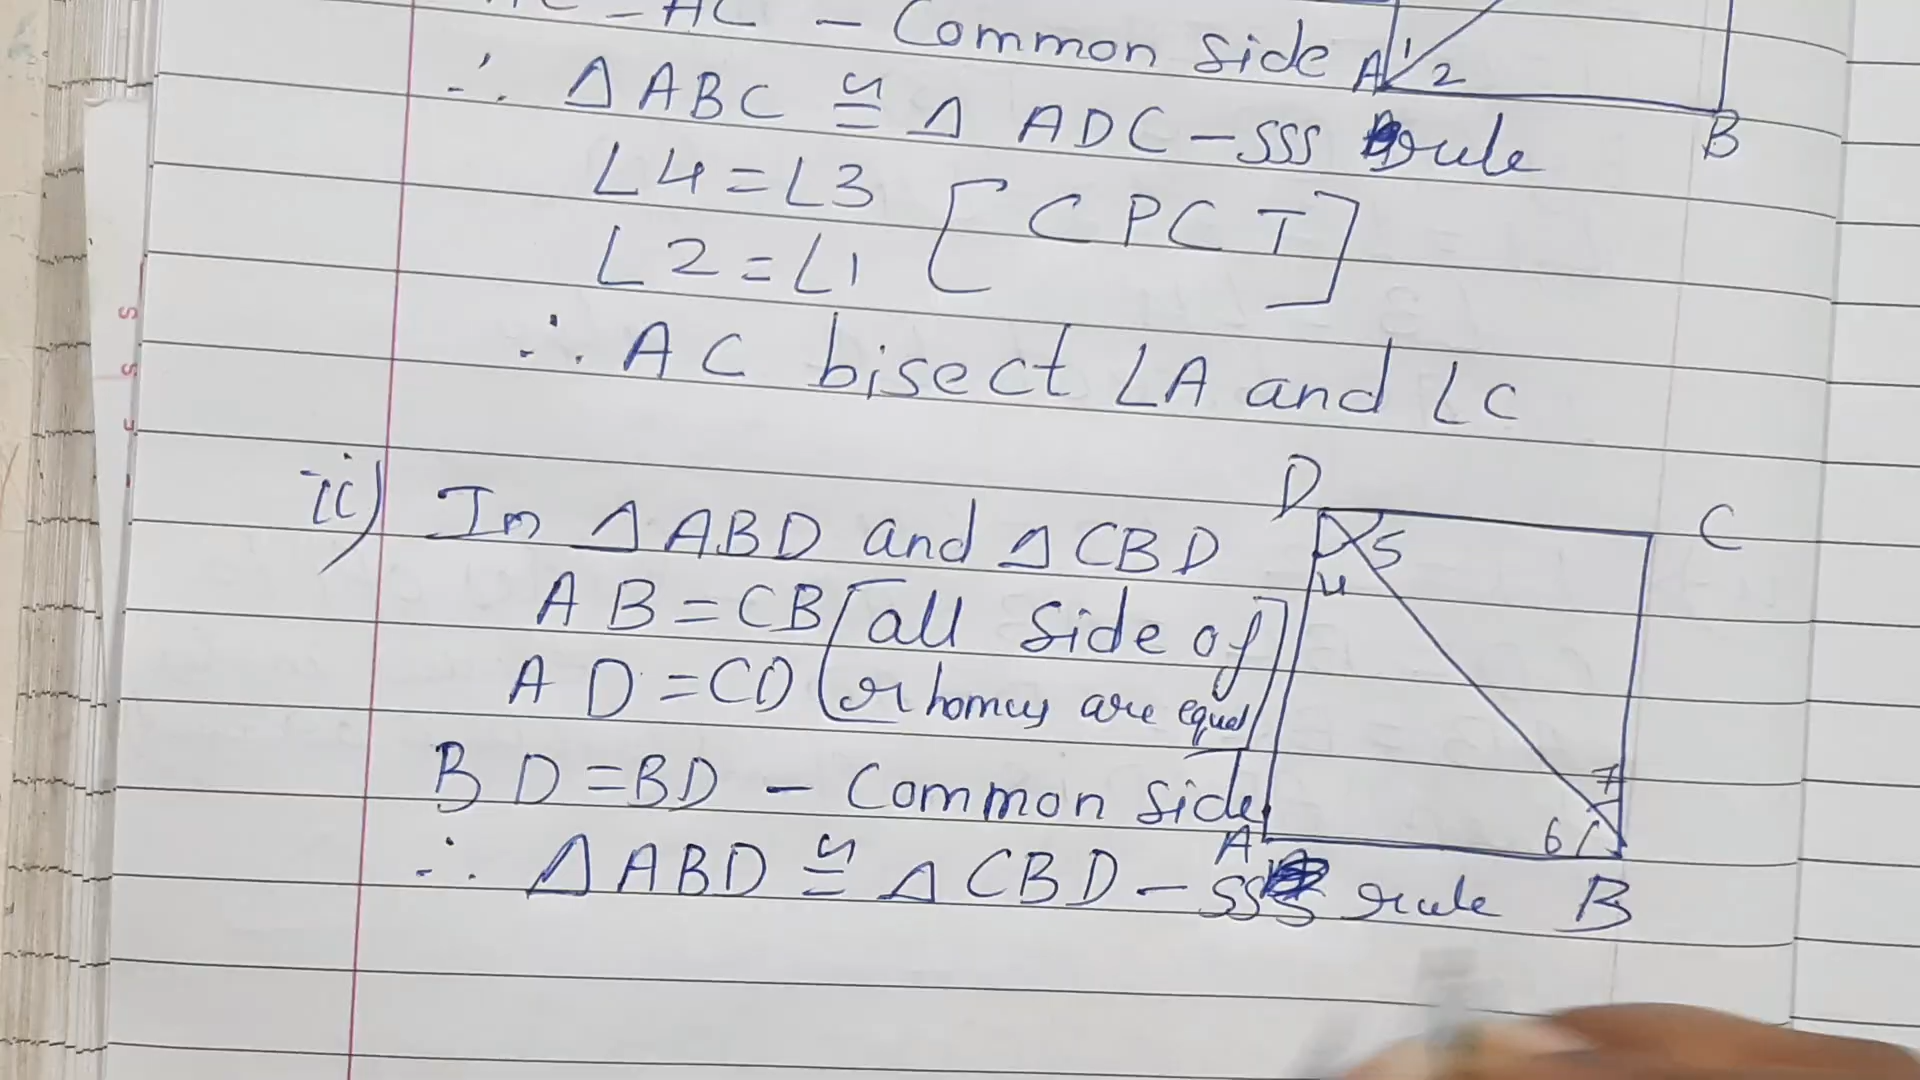 AC = AC - Common side
∴ △ ABC ≅ △ ADC - SSS rule
∠4 = ∠3 [CPCT]
∠2 = ∠1
∴ AC bisect ∠A and ∠C
A 1 2 B
ii) In △ ABD and △ CBD
AB = CB [all side of
AD = CD rhombus are equal]
BD = BD - Common side
∴ △ ABD ≅ △ CBD - SSS rule
D C
5
4
7
A 6 B
S
S